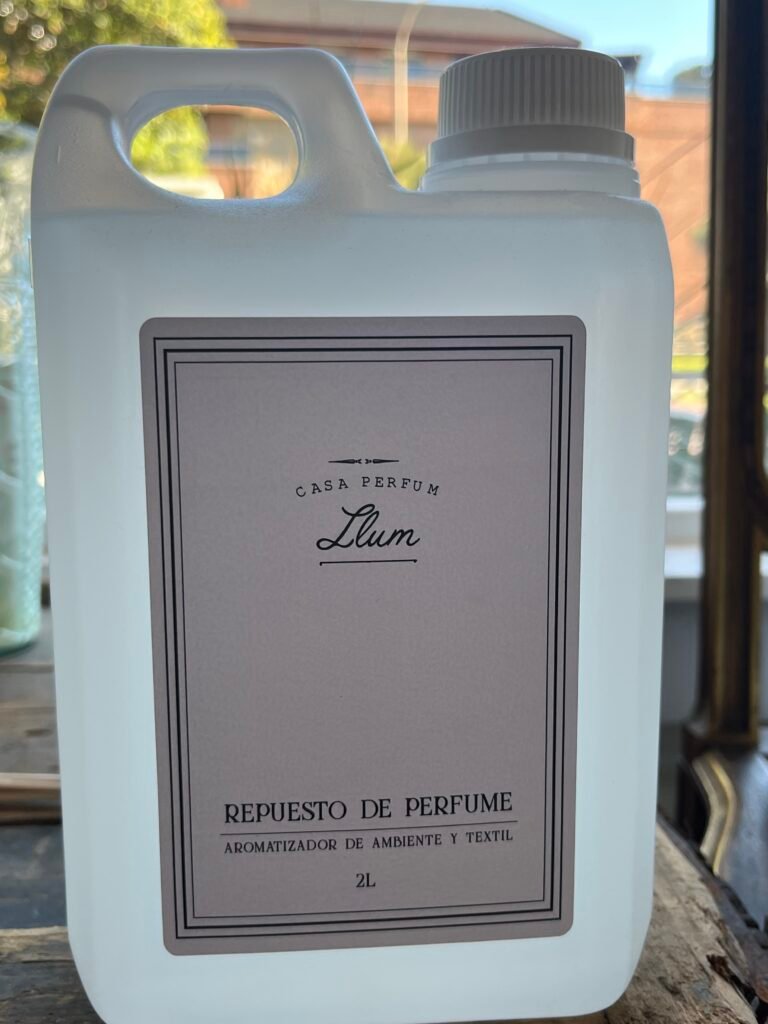 CASA PERFUM
Llum
REPUESTO DE PERFUME
AROMATIZADOR DE AMBIENTE Y TEXTIL
2L